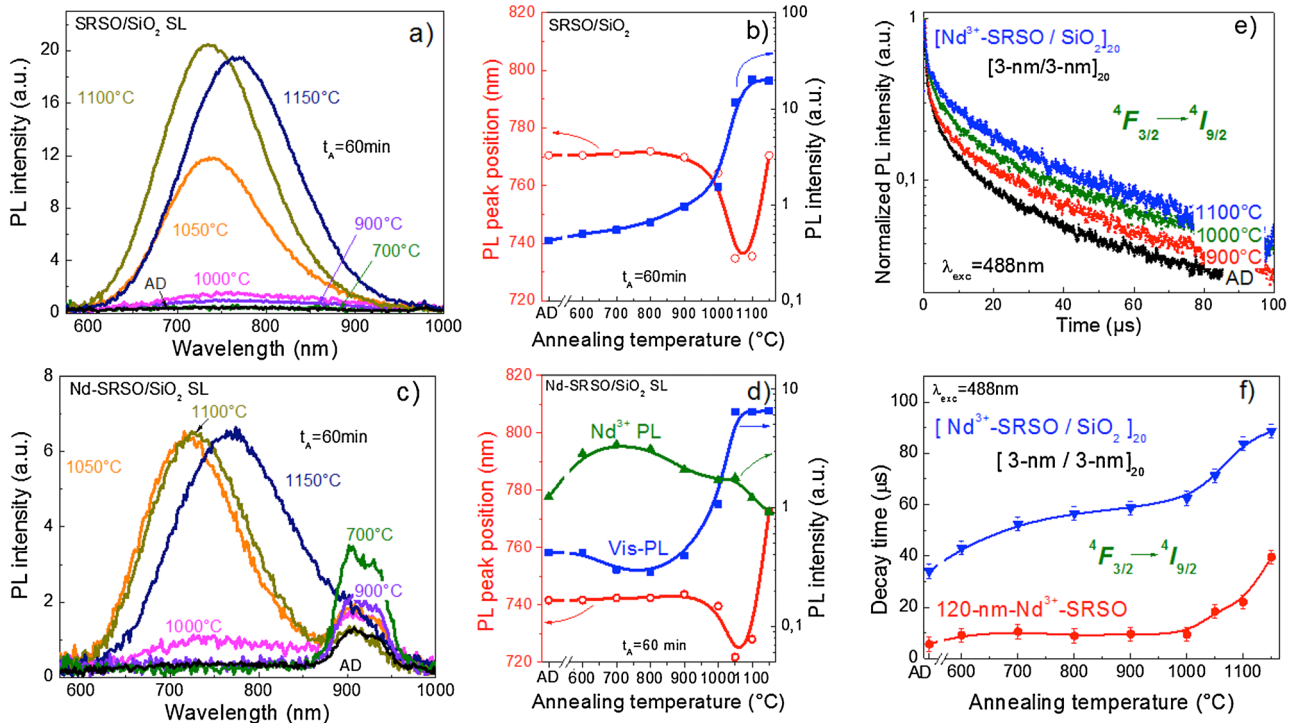 SRSO/SiO₂ SL
a)
PL intensity (a.u.)
20
16
12
8
4
0
1100°C
1150°C
t_A=60min
1050°C
900°C
700°C
1000°C
AD
600 700 800 900 1000
Wavelength (nm)
SRSO/SiO₂
b)
PL peak position (nm)
820
800
780
760
740
720
100
10
1
0,1
PL intensity (a.u.)
t_A=60min
AD 600 700 800 900 1000 1100
Annealing temperature (°C)
e)
Normalized PL intensity (a.u.)
1
0,1
[Nd³⁺-SRSO / SiO₂]₂₀
[3-nm/3-nm]₂₀
⁴F₃/₂ → ⁴I₉/₂
1100°C
1000°C
900°C
AD
λexc=488nm
0 20 40 60 80 100
Time (µs)
Nd-SRSO/SiO₂ SL
c)
PL intensity (a.u.)
8
6
4
2
0
1100°C
t_A=60min
1050°C
1150°C
700°C
900°C
1000°C
AD
600 700 800 900 1000
Wavelength (nm)
Nd-SRSO/SiO₂ SL
d)
PL peak position (nm)
820
800
780
760
740
720
10
1
0,1
PL intensity (a.u.)
Nd³⁺ PL
Vis-PL
t_A=60 min
AD 600 700 800 900 1000 1100
Annealing temperature (°C)
λexc=488nm
f)
Decay time (µs)
100
80
60
40
20
0
[ Nd³⁺-SRSO / SiO₂ ]₂₀
[ 3-nm / 3-nm]₂₀
⁴F₃/₂ → ⁴I₉/₂
120-nm-Nd³⁺-SRSO
AD 600 700 800 900 1000 1100
Annealing temperature (°C)